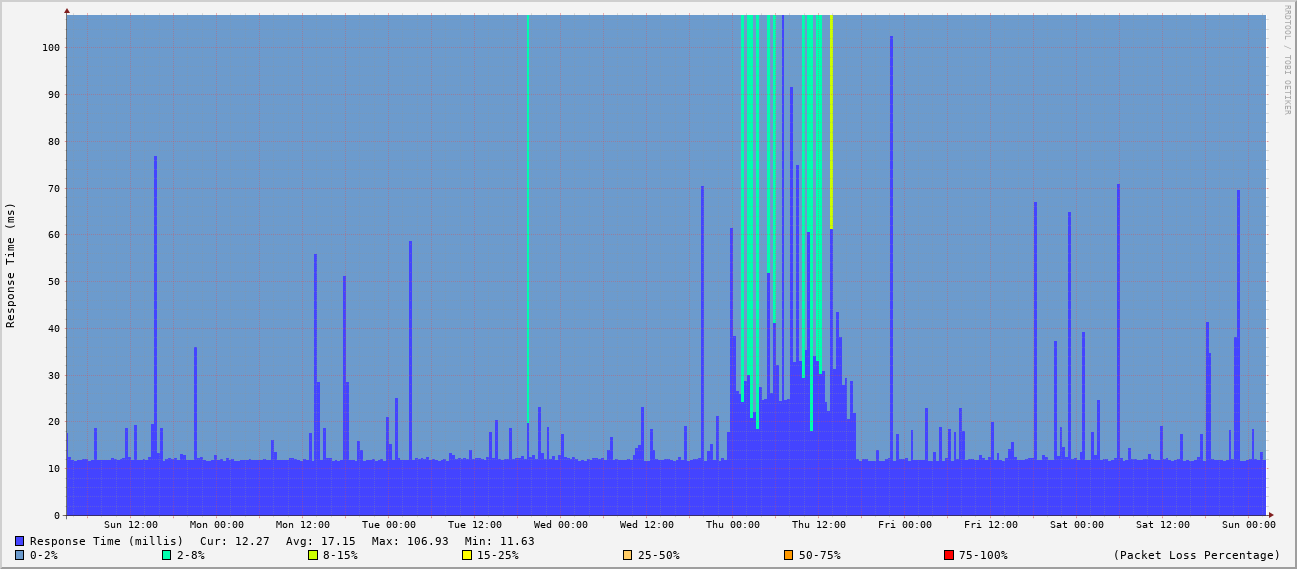 RRDTOOL / TOBI OETIKER
Response Time (ms)
100
90
80
70
60
50
40
30
20
10
0
Sun 12:00 Mon 00:00 Mon 12:00 Tue 00:00 Tue 12:00 Wed 00:00 Wed 12:00 Thu 00:00 Thu 12:00 Fri 00:00 Fri 12:00 Sat 00:00 Sat 12:00 Sun 00:00
Response Time (millis) Cur: 12.27 Avg: 17.15 Max: 106.93 Min: 11.63
0-2% 2-8% 8-15% 15-25% 25-50% 50-75% 75-100% (Packet Loss Percentage)